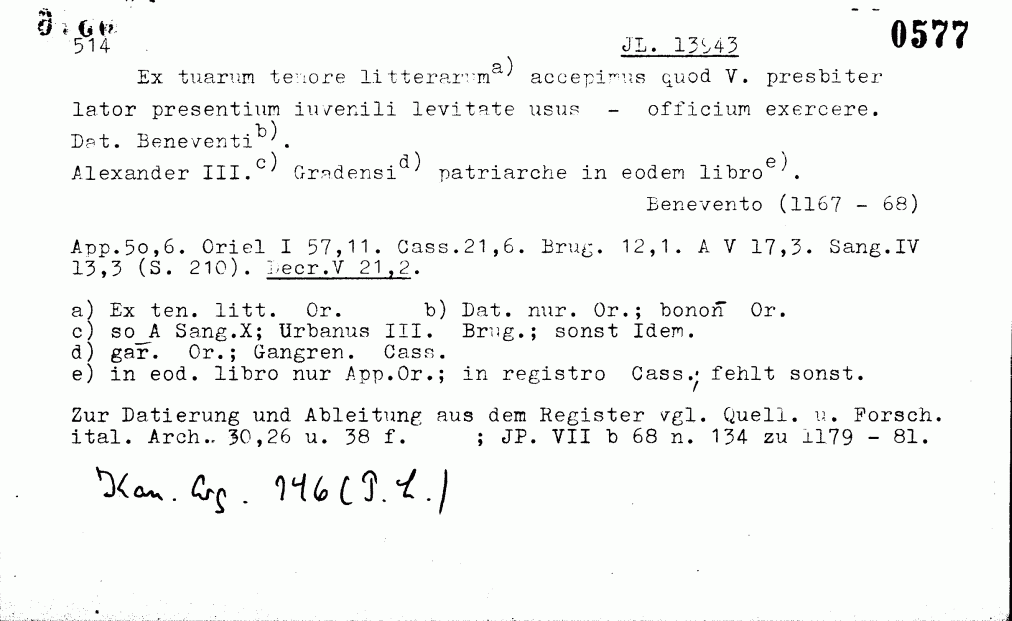 514 JL. 13943 0577
Ex tuarum tenore litterarum a) accepimus quod V. presbiter
lator presentium iuvenili levitate usus – officium exercere.
Dat. Beneventi b).
Alexander III. c) Gradensi d) patriarche in eodem libro e).
Benevento (1167 - 68)
App.50,6. Oriel I 57,11. Cass.21,6. Brug. 12,1. A V 17,3. Sang.IV
13,3 (S. 210). Decr.V 21,2.
a) Ex ten. litt. Or. b) Dat. nur. Or.; bonon̄ Or.
c) so A Sang.X; Urbanus III. Brug.; sonst Idem.
d) gar̄. Or.; Gangren. Cass.
e) in eod. libro nur App.Or.; in registro Cass.; fehlt sonst.
Zur Datierung und Ableitung aus dem Register vgl. Quell. u. Forsch.
ital. Arch. 30,26 u. 38 f. ; JP. VII b 68 n. 134 zu 1179 - 81.
Kan. Erg. 146 (P. L.)